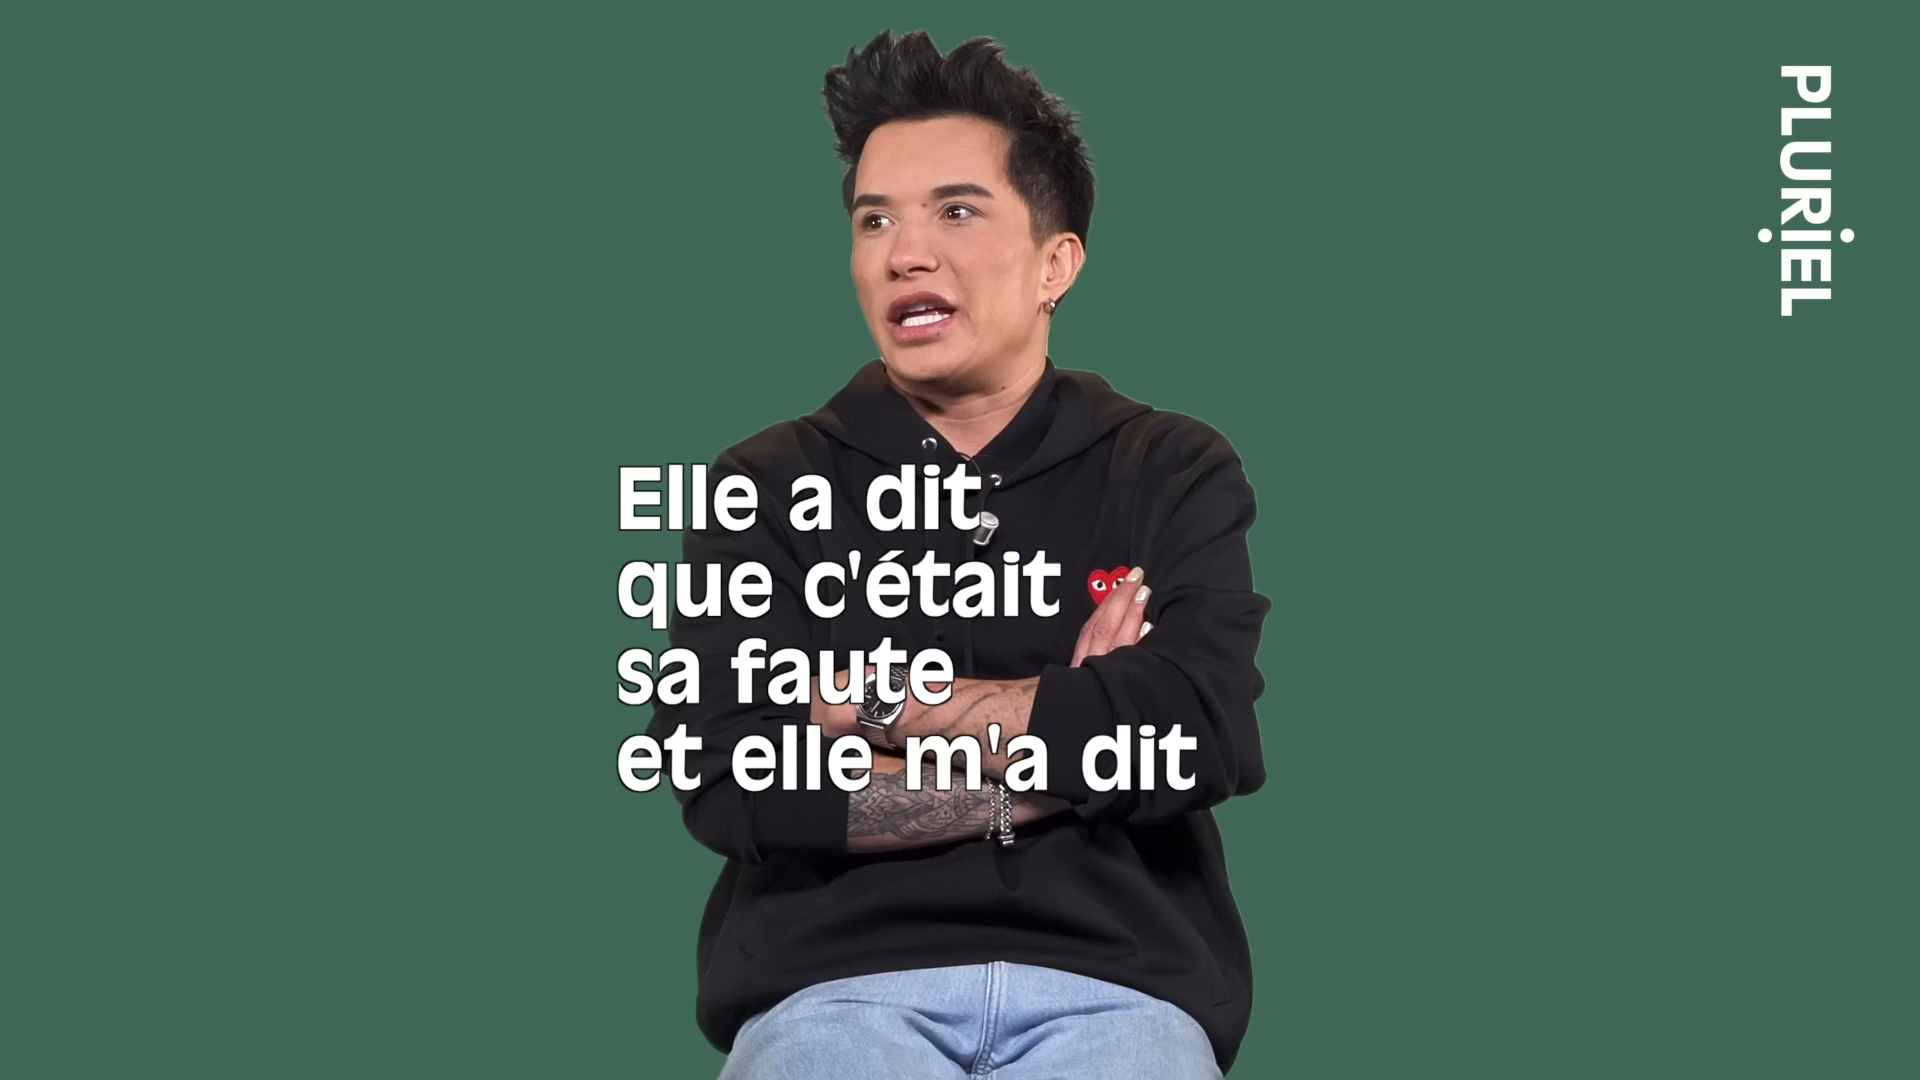 Elle a dit
que c'était
sa faute
et elle m'a dit
PLURIEL